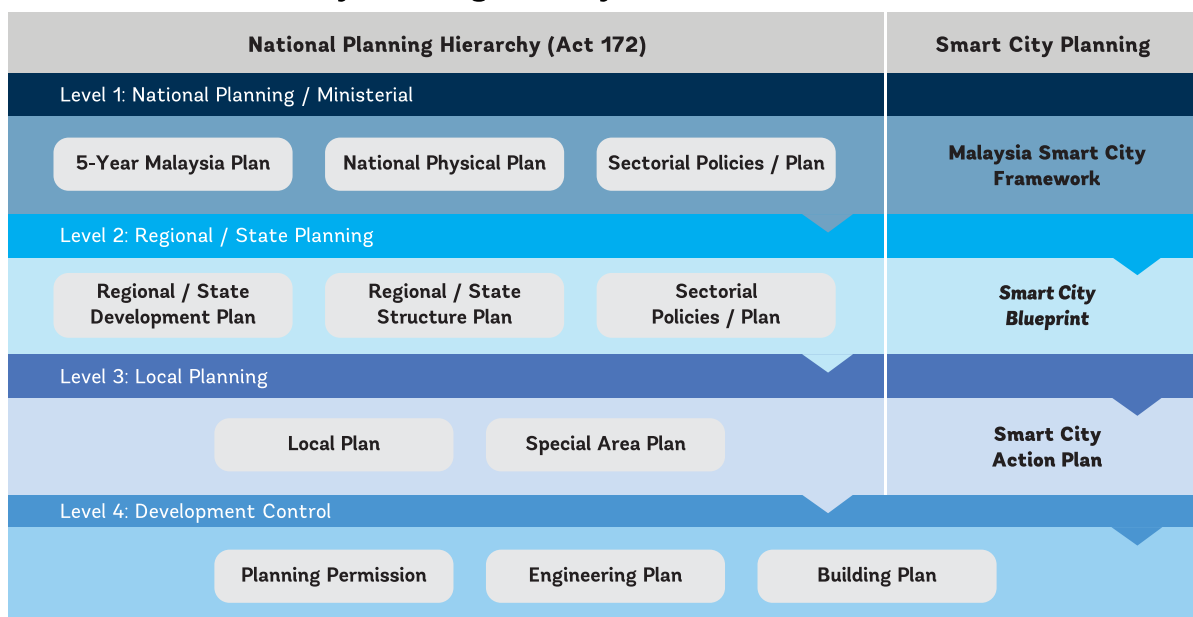 National Planning Hierarchy (Act 172)
Smart City Planning
Level 1: National Planning / Ministerial
5-Year Malaysia Plan
National Physical Plan
Sectorial Policies / Plan
Malaysia Smart City
Framework
Level 2: Regional / State Planning
Regional / State
Development Plan
Regional / State
Structure Plan
Sectorial
Policies / Plan
Smart City
Blueprint
Level 3: Local Planning
Local Plan
Special Area Plan
Smart City
Action Plan
Level 4: Development Control
Planning Permission
Engineering Plan
Building Plan